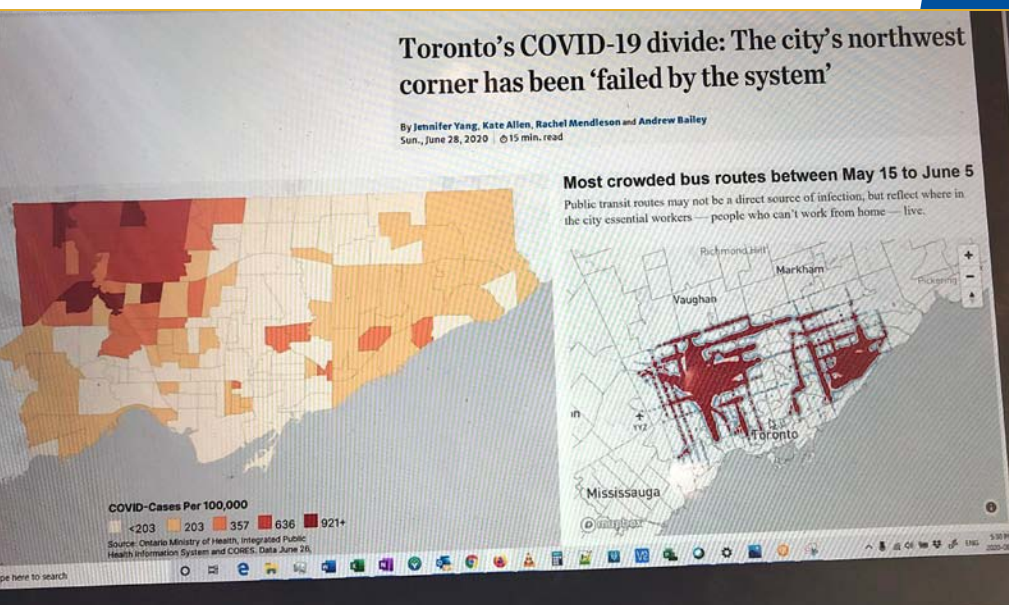 Toronto's COVID-19 divide: The city's northwest
corner has been 'failed by the system'
By Jennifer Yang, Kate Allen, Rachel Mendleson and Andrew Bailey
Sun., June 28, 2020 15 min. read
Most crowded bus routes between May 15 to June 5
Public transit routes may not be a direct source of infection, but reflect where in
the city essential workers — people who can't work from home — live.
Richmond Hill
Markham
Pickering
Vaughan
+
−
YYZ
Toronto
Mississauga
mapbox
COVID-Cases Per 100,000
<203 203 357 636 921+
Source: Ontario Ministry of Health, Integrated Public
Health Information System and CORES. Data June 28,
pe here to search
ENG